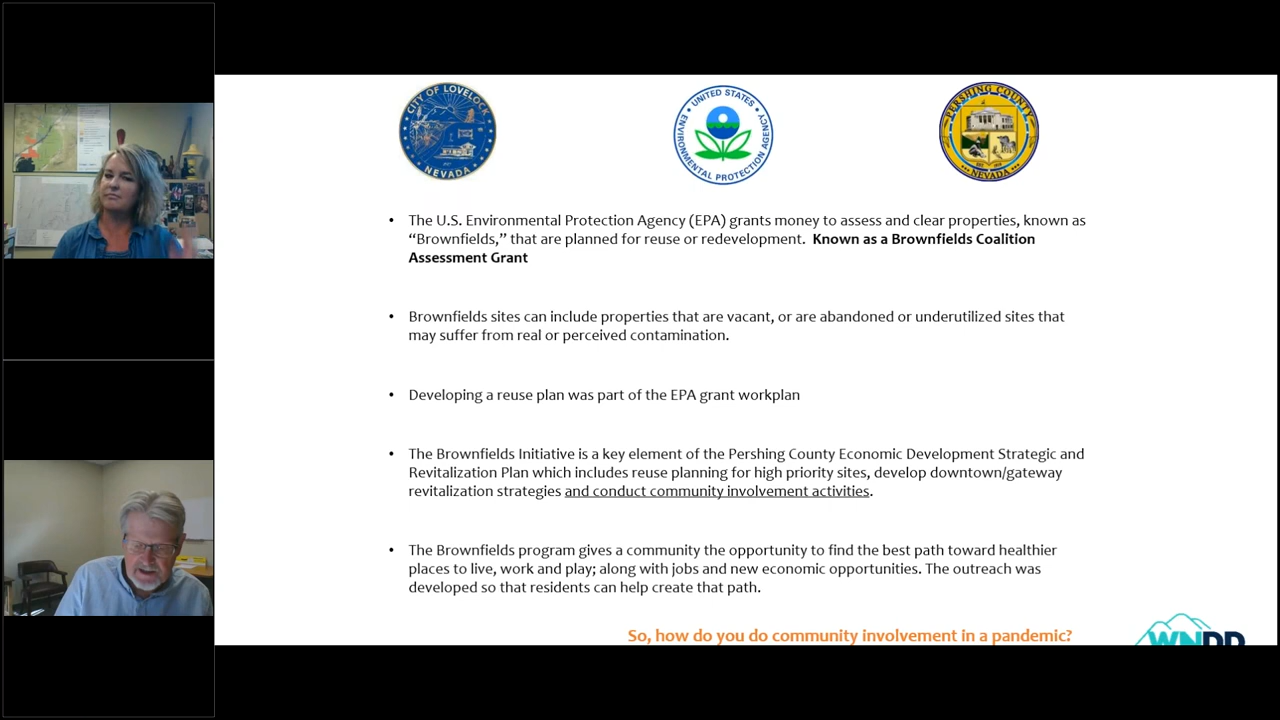 CITY OF LOVELOCK
NEVADA
UNITED STATES
ENVIRONMENTAL PROTECTION AGENCY
PERSHING COUNTY
NEVADA
• The U.S. Environmental Protection Agency (EPA) grants money to assess and clear properties, known as
“Brownfields,” that are planned for reuse or redevelopment. Known as a Brownfields Coalition
Assessment Grant
• Brownfields sites can include properties that are vacant, or are abandoned or underutilized sites that
may suffer from real or perceived contamination.
• Developing a reuse plan was part of the EPA grant workplan
• The Brownfields Initiative is a key element of the Pershing County Economic Development Strategic and
Revitalization Plan which includes reuse planning for high priority sites, develop downtown/gateway
revitalization strategies and conduct community involvement activities.
• The Brownfields program gives a community the opportunity to find the best path toward healthier
places to live, work and play; along with jobs and new economic opportunities. The outreach was
developed so that residents can help create that path.
So, how do you do community involvement in a pandemic?
WNDD